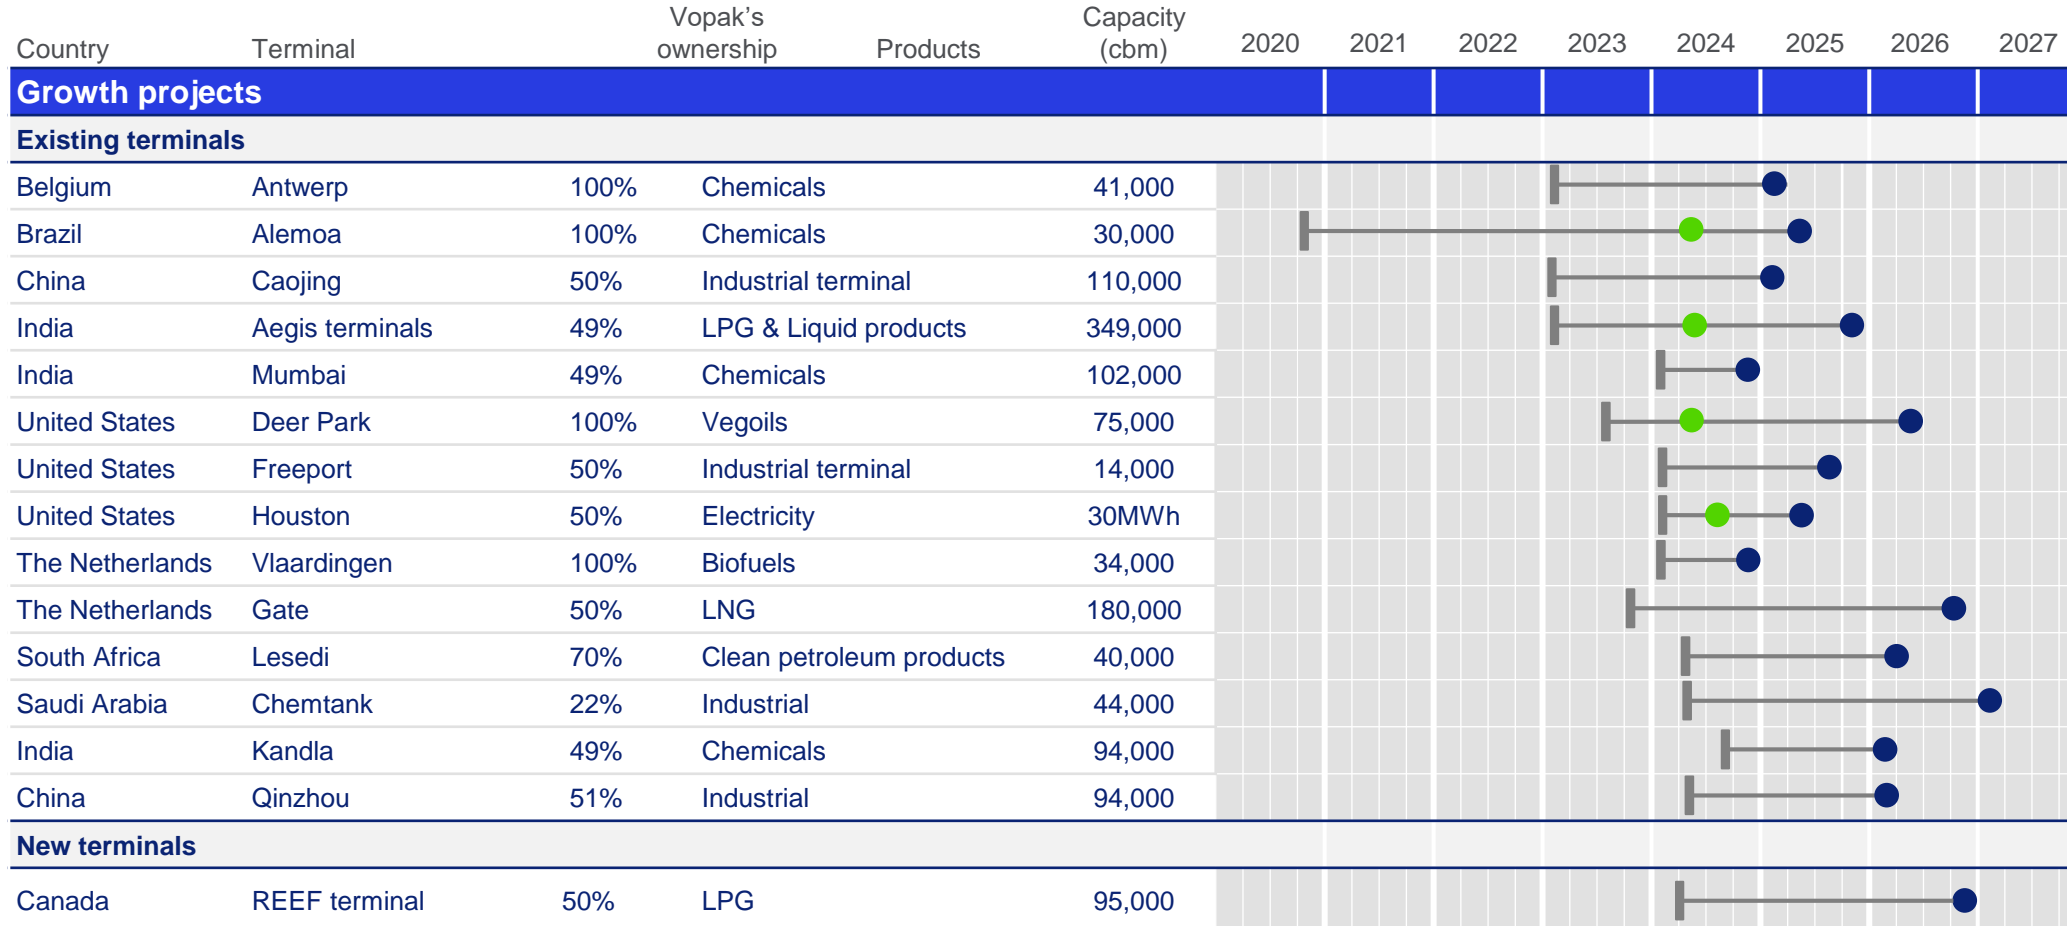 Country Terminal Vopak's ownership Products Capacity (cbm) 2020 2021 2022 2023 2024 2025 2026 2027
Growth projects
Existing terminals
Belgium Antwerp 100% Chemicals 41,000
Brazil Alemoa 100% Chemicals 30,000
China Caojing 50% Industrial terminal 110,000
India Aegis terminals 49% LPG & Liquid products 349,000
India Mumbai 49% Chemicals 102,000
United States Deer Park 100% Vegoils 75,000
United States Freeport 50% Industrial terminal 14,000
United States Houston 50% Electricity 30MWh
The Netherlands Vlaardingen 100% Biofuels 34,000
The Netherlands Gate 50% LNG 180,000
South Africa Lesedi 70% Clean petroleum products 40,000
Saudi Arabia Chemtank 22% Industrial 44,000
India Kandla 49% Chemicals 94,000
China Qinzhou 51% Industrial 94,000
New terminals
Canada REEF terminal 50% LPG 95,000